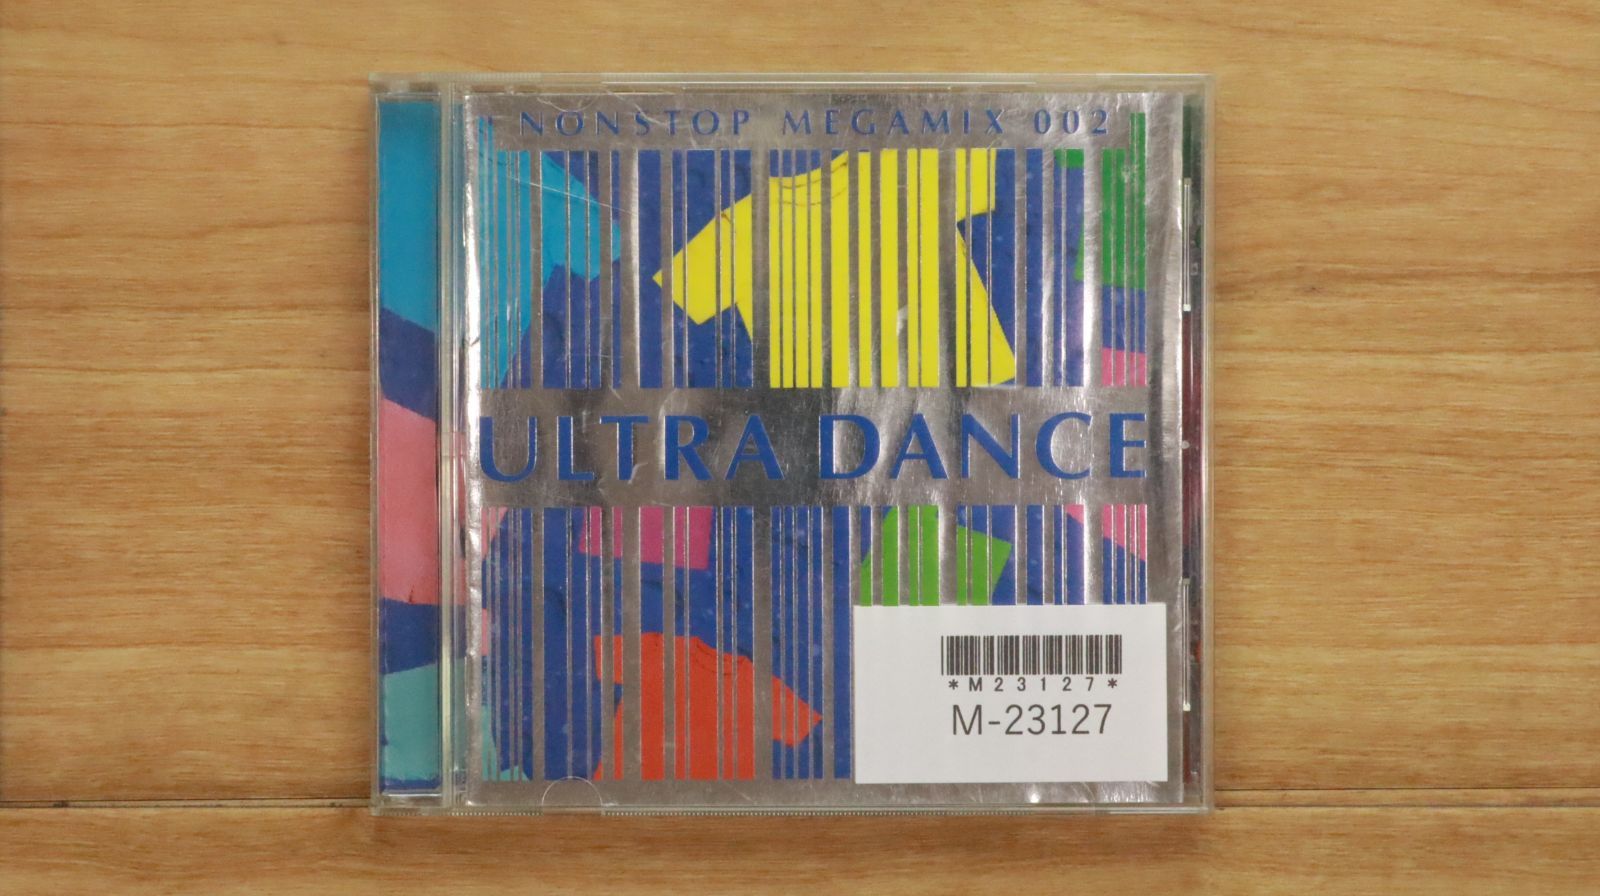 NONSTOP MEGAMIX 002
ULTRA DANCE
*M23127*
M-23127